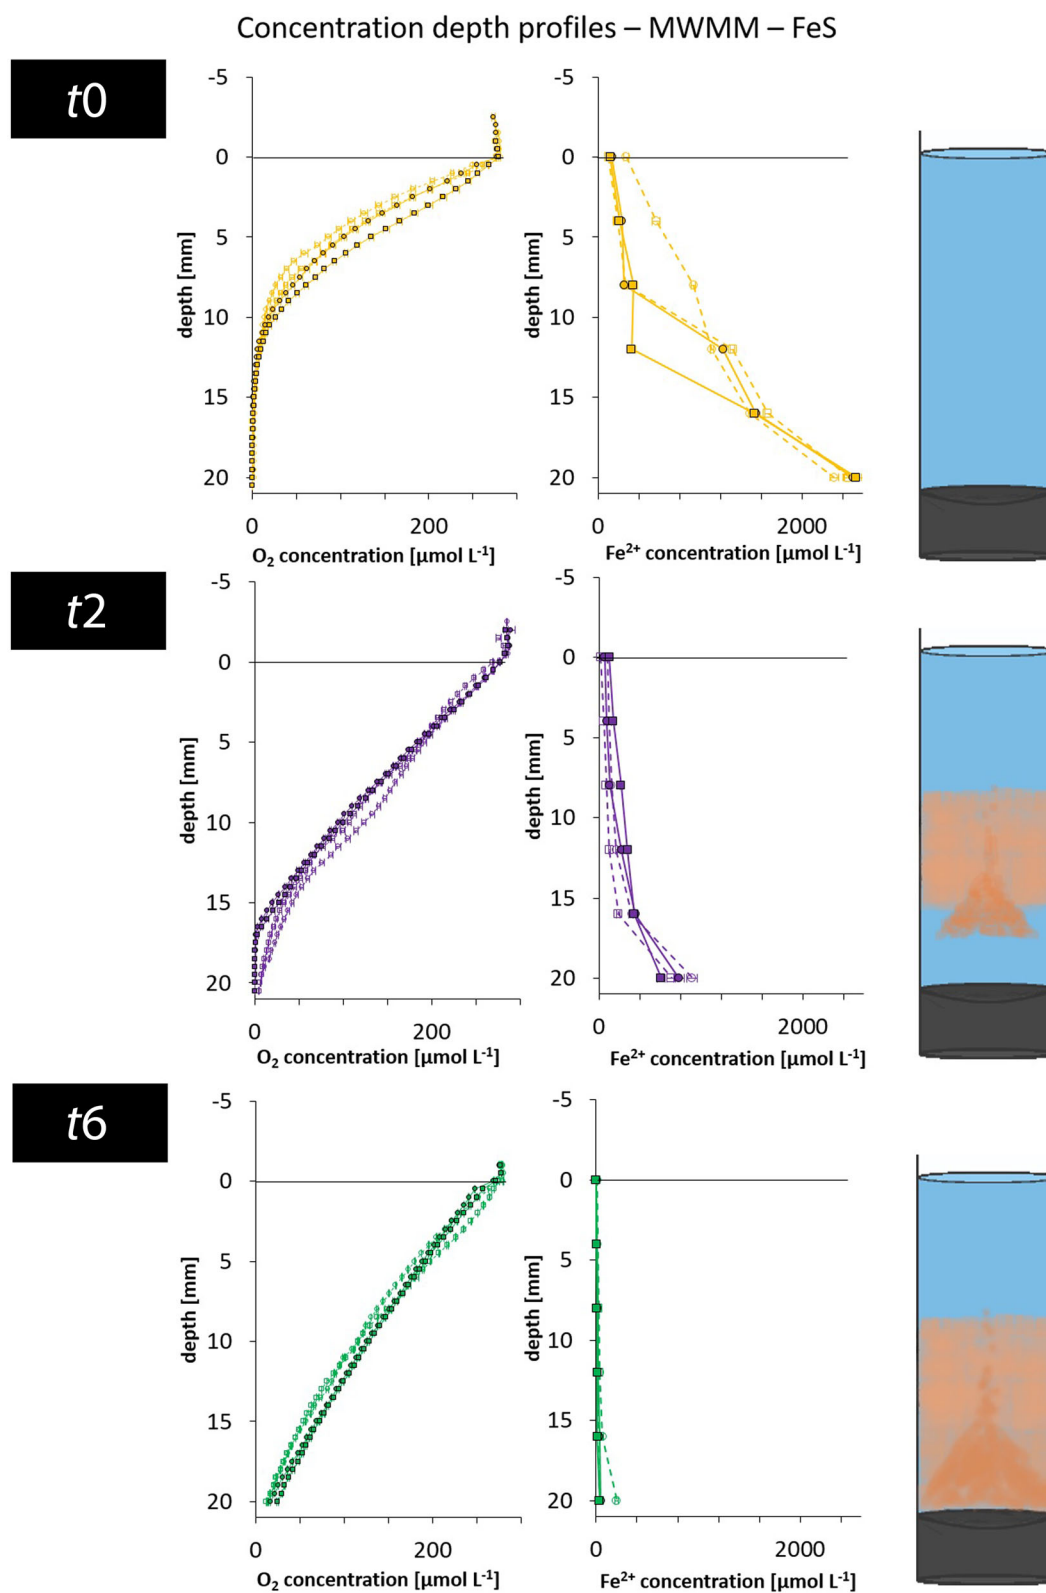 Concentration depth profiles – MWMM – FeS
t0
-5
0
5
10
15
20
depth [mm]
0 200
O₂ concentration [µmol L⁻¹]
-5
0
5
10
15
20
depth [mm]
0 2000
Fe²⁺ concentration [µmol L⁻¹]
t2
-5
0
5
10
15
20
depth [mm]
0 200
O₂ concentration [µmol L⁻¹]
-5
0
5
10
15
20
depth [mm]
0 2000
Fe²⁺ concentration [µmol L⁻¹]
t6
-5
0
5
10
15
20
depth [mm]
0 200
O₂ concentration [µmol L⁻¹]
-5
0
5
10
15
20
depth [mm]
0 2000
Fe²⁺ concentration [µmol L⁻¹]